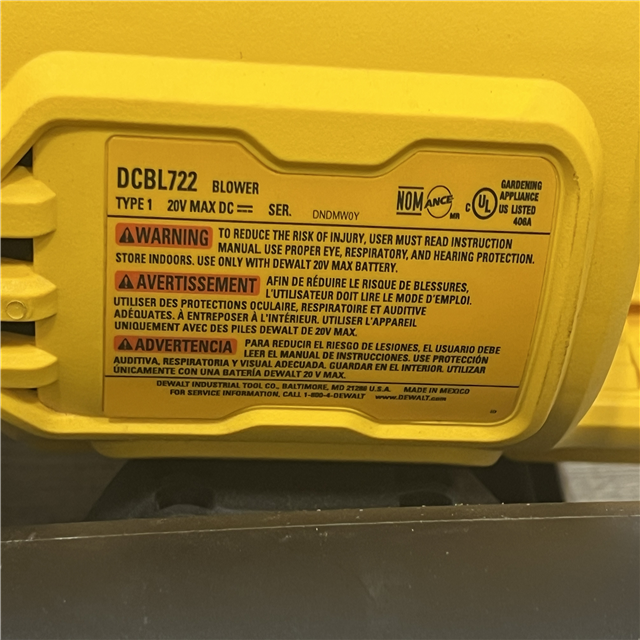 DCBL722 BLOWER
TYPE 1 20V MAX DC SER. DNDMW0Y
NOM ANCE MR
C UL US LISTED
GARDENING
APPLIANCE
406A
WARNING TO REDUCE THE RISK OF INJURY, USER MUST READ INSTRUCTION
MANUAL. USE PROPER EYE, RESPIRATORY, AND HEARING PROTECTION.
STORE INDOORS. USE ONLY WITH DEWALT 20V MAX BATTERY.
AVERTISSEMENT AFIN DE RÉDUIRE LE RISQUE DE BLESSURES,
L'UTILISATEUR DOIT LIRE LE MODE D'EMPLOI.
UTILISER DES PROTECTIONS OCULAIRE, RESPIRATOIRE ET AUDITIVE
ADÉQUATES. À ENTREPOSER À L'INTÉRIEUR. UTILISER L'APPAREIL
UNIQUEMENT AVEC DES PILES DEWALT DE 20V MAX.
ADVERTENCIA PARA REDUCIR EL RIESGO DE LESIONES, EL USUARIO DEBE
LEER EL MANUAL DE INSTRUCCIONES. USE PROTECCIÓN
AUDITIVA, RESPIRATORIA Y VISUAL ADECUADA. GUARDAR EN EL INTERIOR. UTILIZAR
ÚNICAMENTE CON UNA BATERÍA DEWALT 20 V MAX.
DEWALT INDUSTRIAL TOOL CO., BALTIMORE, MD 21286 U.S.A. MADE IN MEXICO
FOR SERVICE INFORMATION, CALL 1-800-4-DEWALT www.DEWALT.com